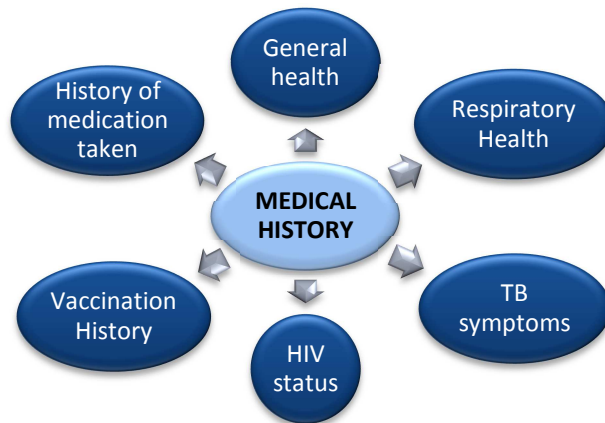 General
health
Respiratory
Health
TB
symptoms
HIV
status
Vaccination
History
History of
medication
taken
MEDICAL
HISTORY